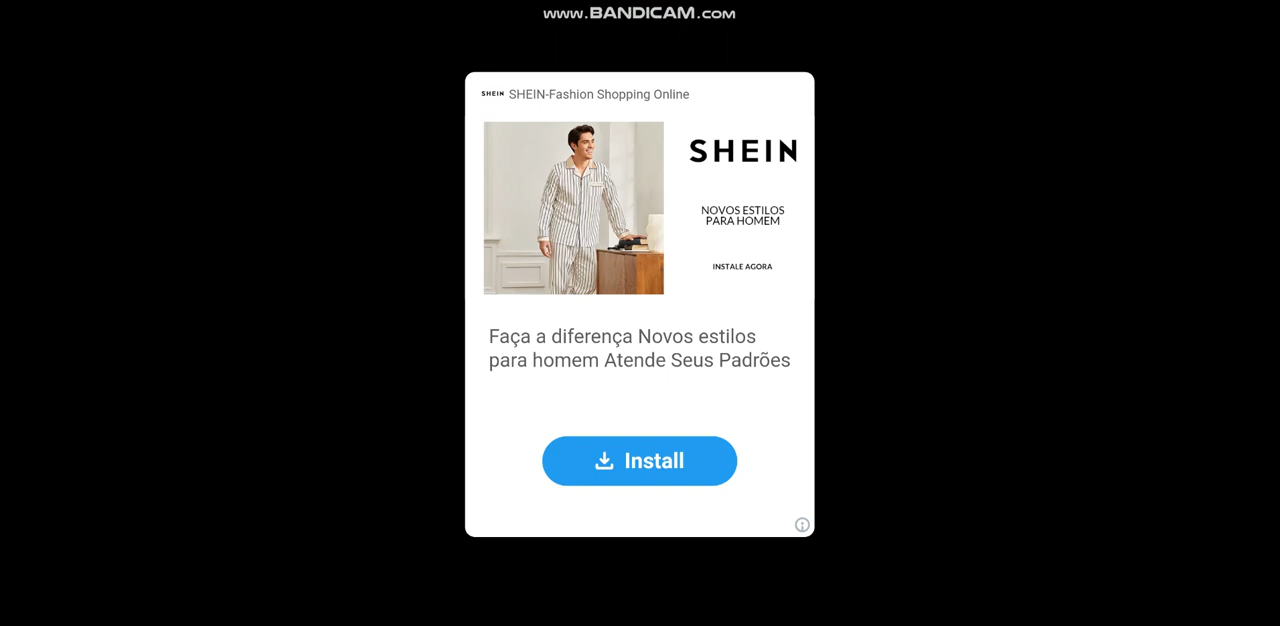 www.BANDICAM.com
SHEIN SHEIN-Fashion Shopping Online
SHEIN
NOVOS ESTILOS
PARA HOMEM
INSTALE AGORA
Faça a diferença Novos estilos
para homem Atende Seus Padrões
Install